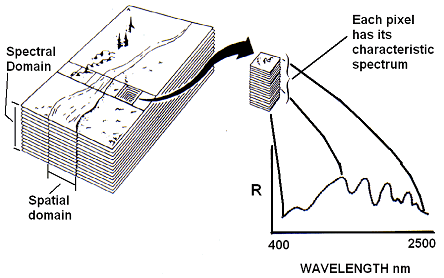 Spectral
Domain
Spatial
domain
Each pixel
has its
characteristic
spectrum
R
400
2500
WAVELENGTH nm